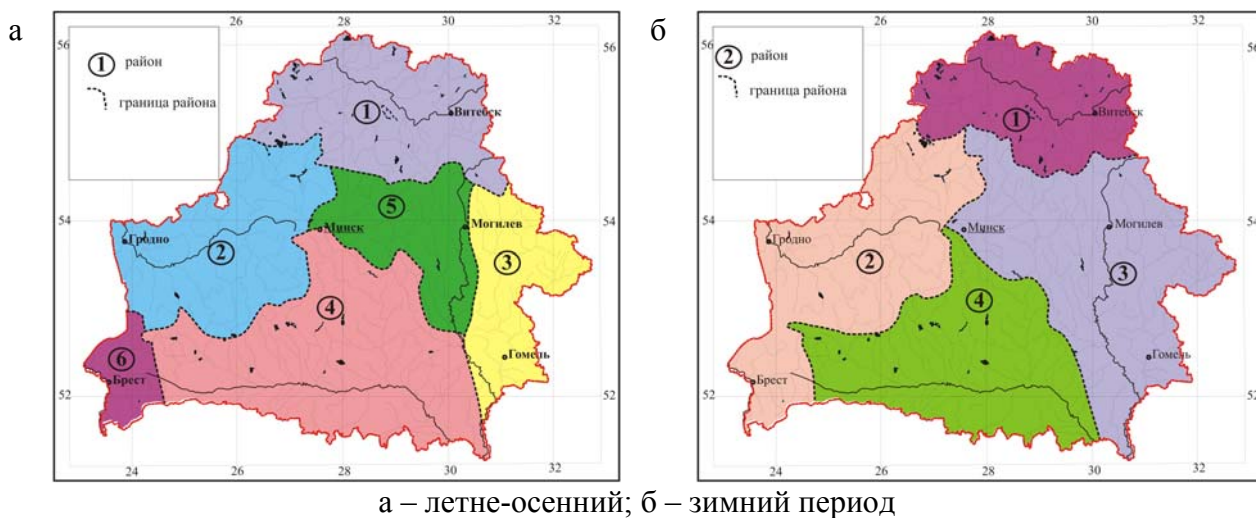 а
26
28
30
32
56
56
1
район
граница района
1
Витебск
54
54
5
Гродно
Минск
Могилев
2
3
4
6
Гомель
Брест
52
52
24
26
28
30
32
б
26
28
30
32
56
56
2
район
граница района
1
Витебск
54
54
Минск
Могилев
Гродно
2
3
4
Гомель
Брест
52
52
24
26
28
30
32
а – летне-осенний; б – зимний период